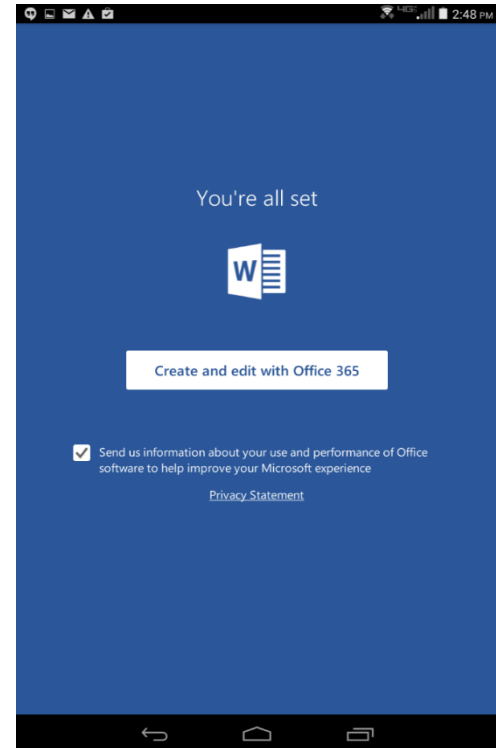 4G
2:48 PM
You're all set
W
Create and edit with Office 365
Send us information about your use and performance of Office
software to help improve your Microsoft experience
Privacy Statement